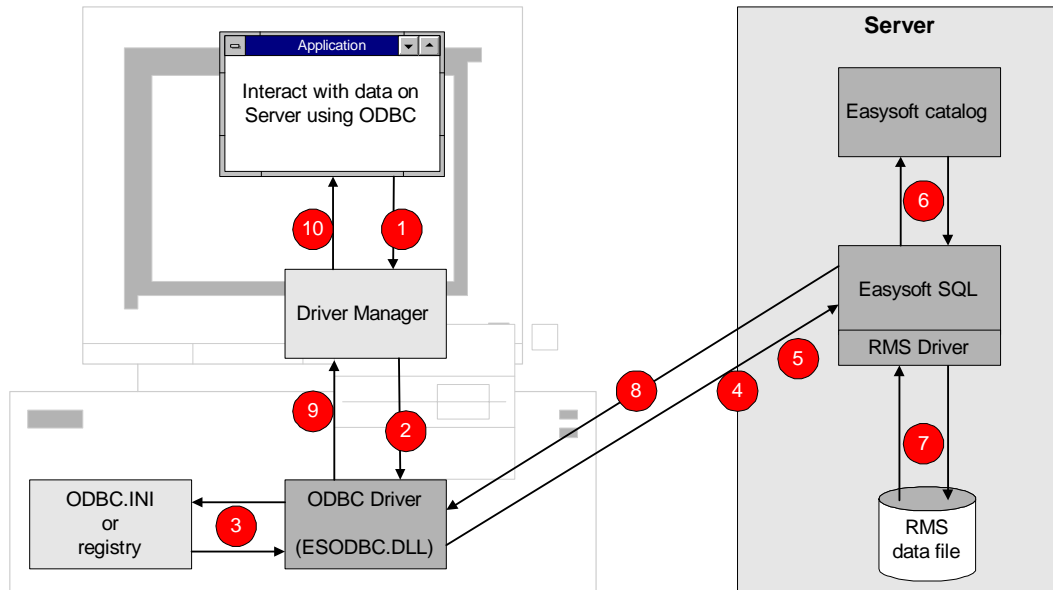 Server
Application
Interact with data on
Server using ODBC
Easysoft catalog
6
10
1
Driver Manager
Easysoft SQL
RMS Driver
5
8
4
9
2
7
ODBC.INI
or
registry
3
ODBC Driver
(ESODBC.DLL)
RMS
data file